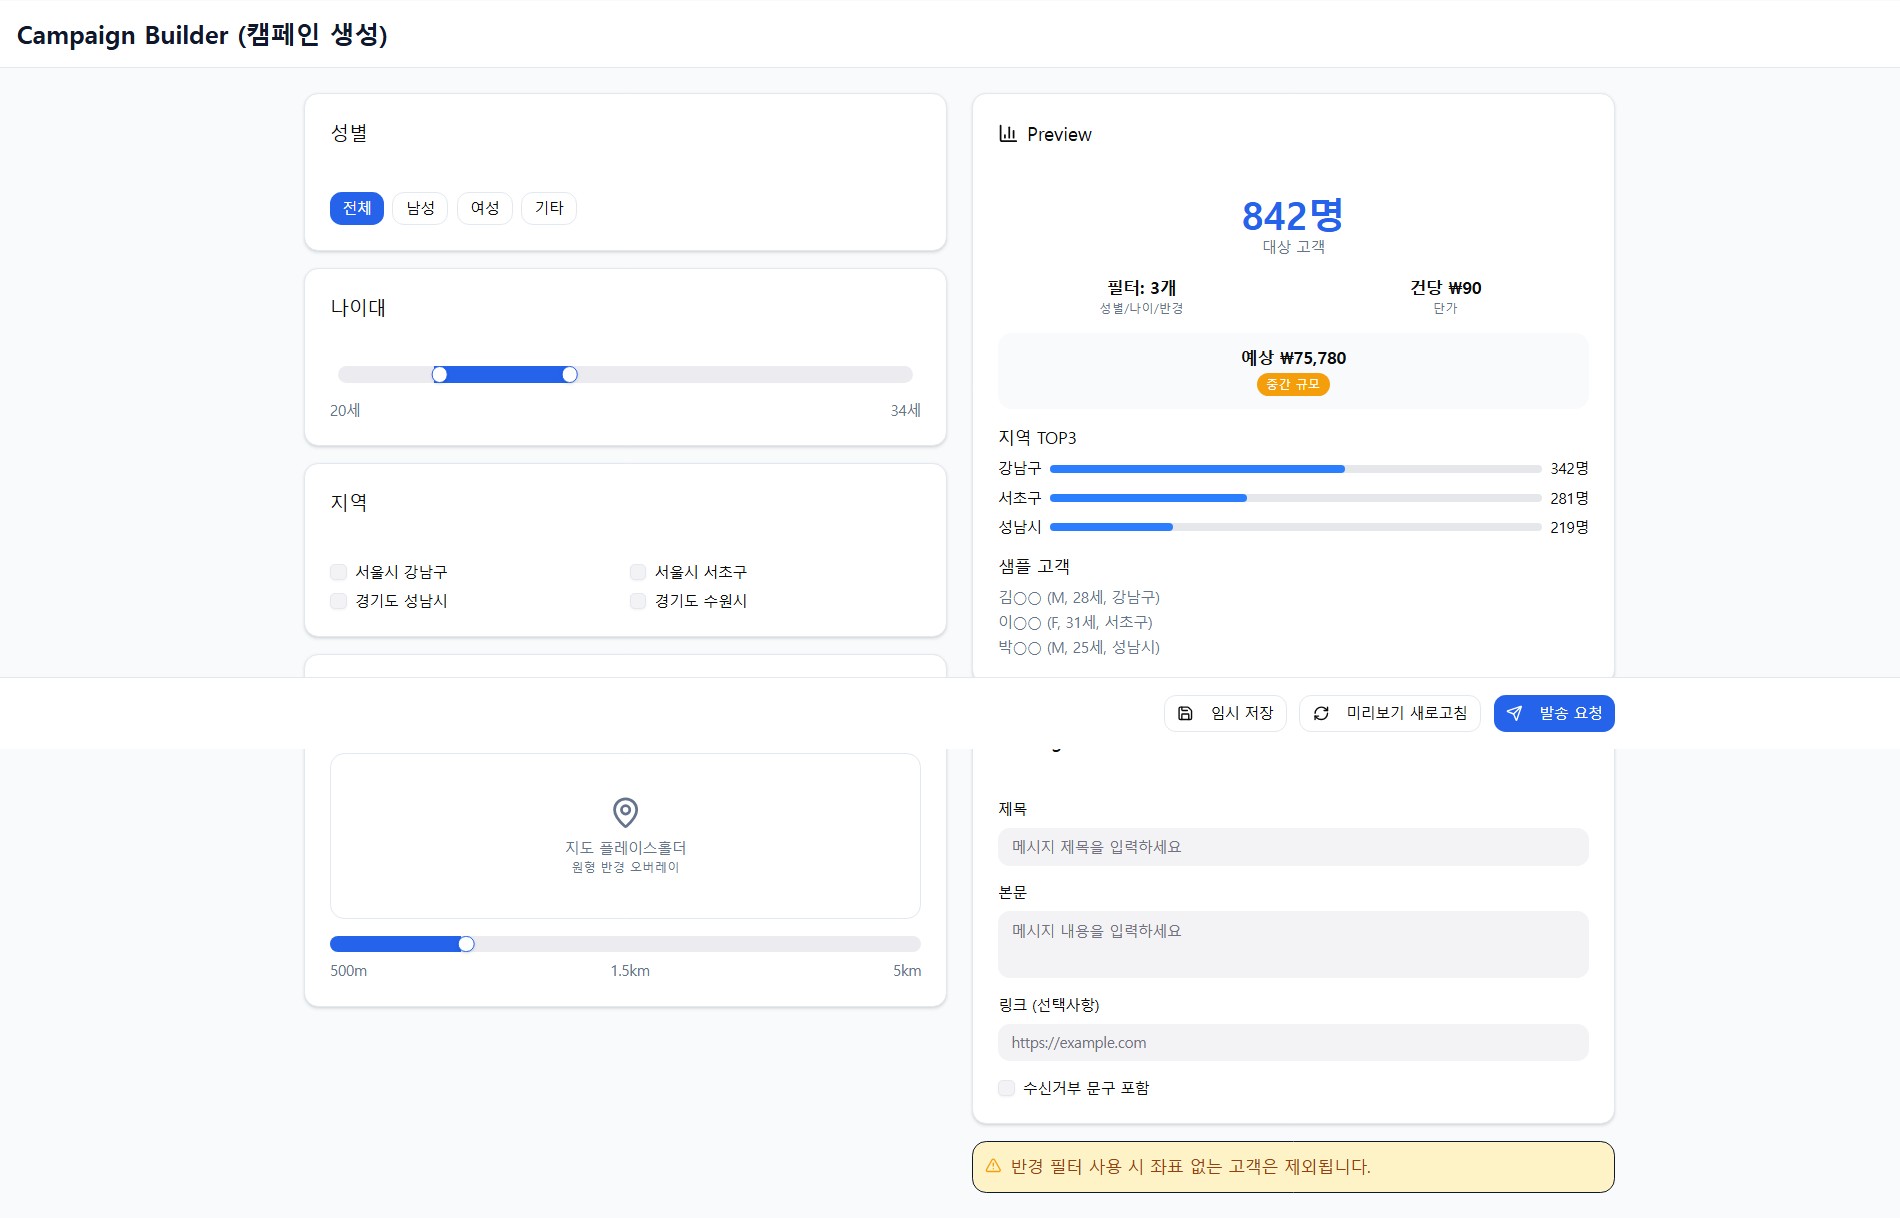 Campaign Builder (캠페인 생성)
성별
전체 남성 여성 기타
나이대
20세 34세
지역
서울시 강남구 서울시 서초구
경기도 성남시 경기도 수원시
지도 플레이스홀더
원형 반경 오버레이
500m 1.5km 5km
Preview
842명
대상 고객
필터: 3개 건당 ₩90
성별/나이/반경 단가
예상 ₩75,780
중간 규모
지역 TOP3
강남구 342명
서초구 281명
성남시 219명
샘플 고객
김○○ (M, 28세, 강남구)
이○○ (F, 31세, 서초구)
박○○ (M, 25세, 성남시)
임시 저장 미리보기 새로고침 발송 요청
제목
메시지 제목을 입력하세요
본문
메시지 내용을 입력하세요
링크 (선택사항)
https://example.com
수신거부 문구 포함
반경 필터 사용 시 좌표 없는 고객은 제외됩니다.